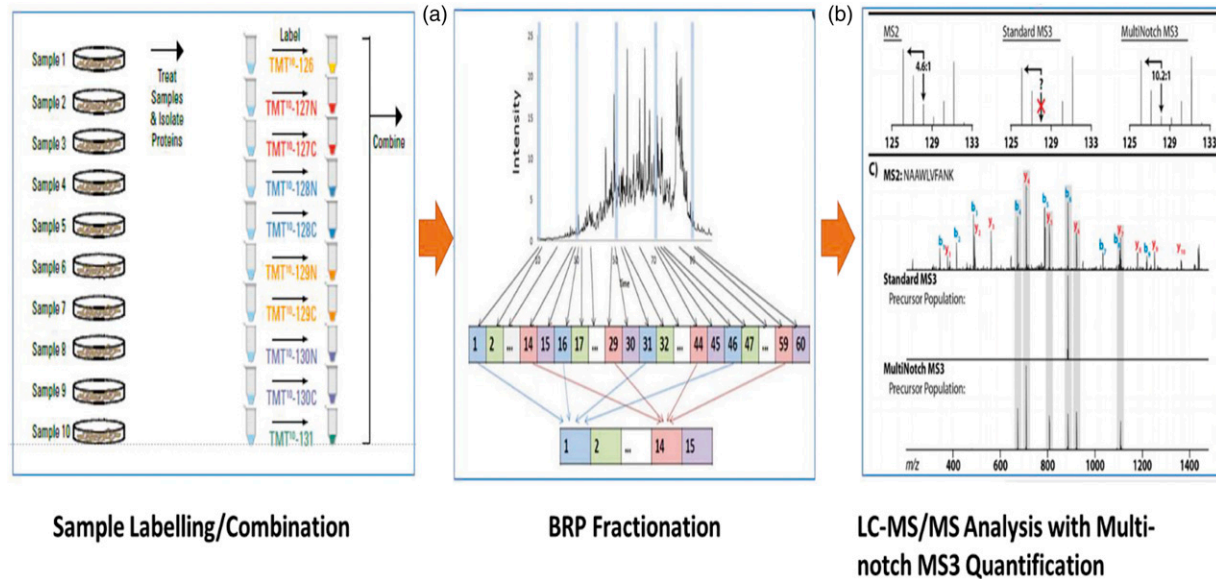 (a)
(b)
Sample 1
Sample 2
Sample 3
Sample 4
Sample 5
Sample 6
Sample 7
Sample 8
Sample 9
Sample 10
Treat
Samples
& Isolate
Proteins
Label
TMT¹⁰-126
TMT¹⁰-127N
TMT¹⁰-127C
TMT¹⁰-128N
TMT¹⁰-128C
TMT¹⁰-129N
TMT¹⁰-129C
TMT¹⁰-130N
TMT¹⁰-130C
TMT¹⁰-131
Combine
Intensity
Time
1 2 ... 14 15 16 17 ... 29 30 31 32 ... 44 45 46 47 ... 59 60
1 2 ... 14 15
MS2
Standard MS3
MultiNotch MS3
4.6:1
?
10.2:1
125 129 133
125 129 133
125 129 133
C)
MS2: NAAWLVFANK
Standard MS3
Precursor Population:
MultiNotch MS3
Precursor Population:
m/z 400 600 800 1000 1200 1400
Sample Labelling/Combination
BRP Fractionation
LC-MS/MS Analysis with Multi-
notch MS3 Quantification